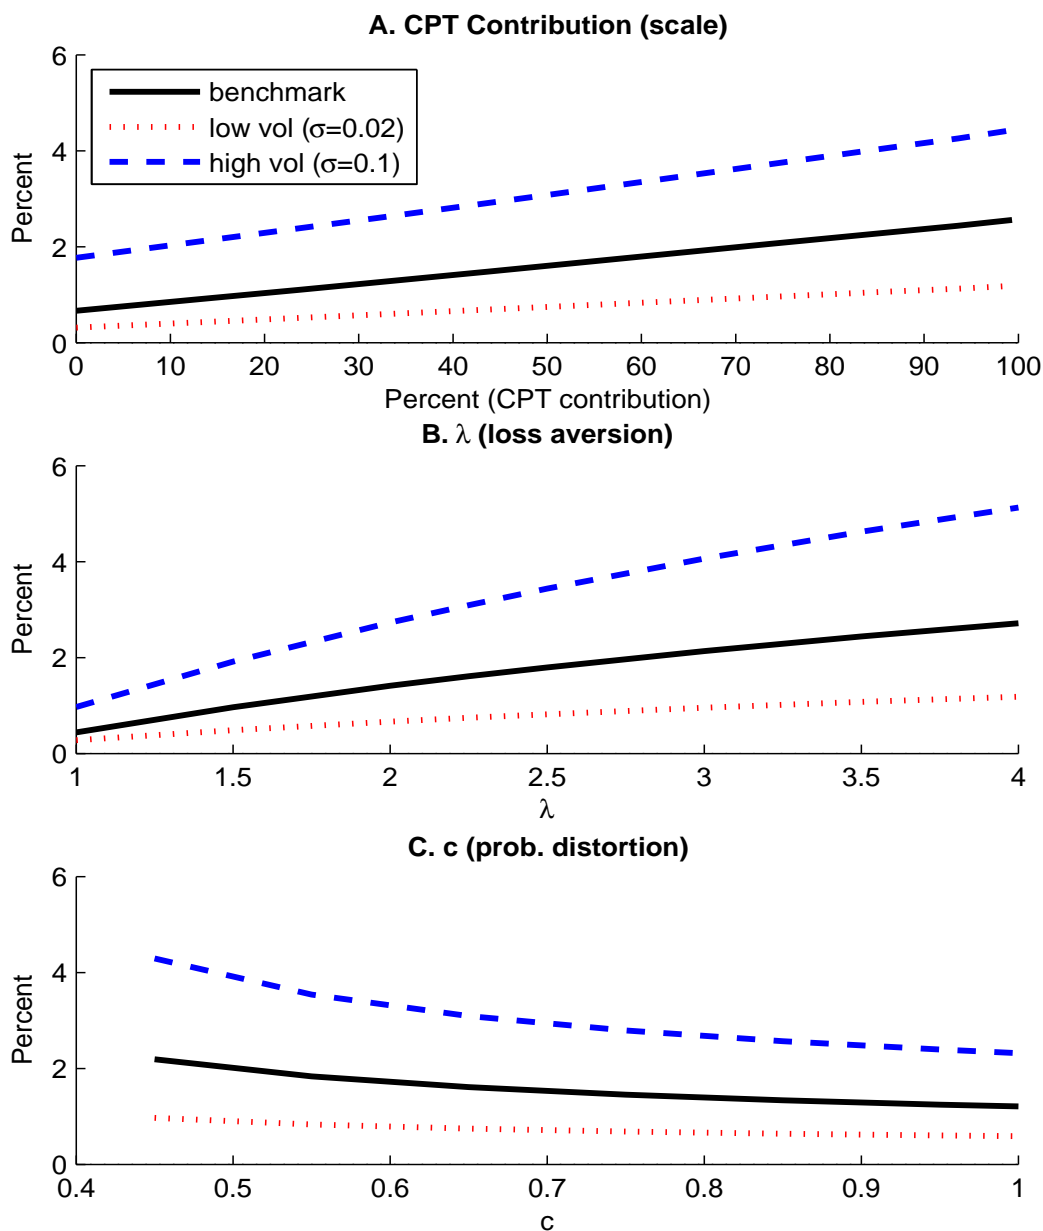 A. CPT Contribution (scale)
6
4
2
0
Percent
benchmark
low vol (σ=0.02)
high vol (σ=0.1)
0 10 20 30 40 50 60 70 80 90 100
Percent (CPT contribution)
B. λ (loss aversion)
6
4
2
0
Percent
1 1.5 2 2.5 3 3.5 4
λ
C. c (prob. distortion)
6
4
2
0
Percent
0.4 0.5 0.6 0.7 0.8 0.9 1
c